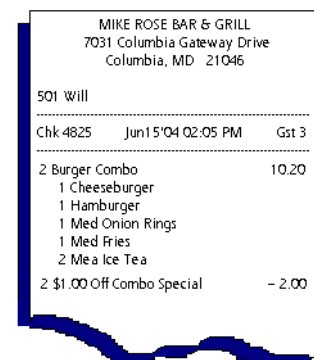 MIKE ROSE BAR & GRILL
7031 Columbia Gateway Drive
Columbia, MD 21046
501 Will
Chk 4825 Jun15'04 02:05 PM Gst 3
2 Burger Combo 10.20
1 Cheeseburger
1 Hamburger
1 Med Onion Rings
1 Med Fries
2 Mea Ice Tea
2 $1.00 Off Combo Special - 2.00